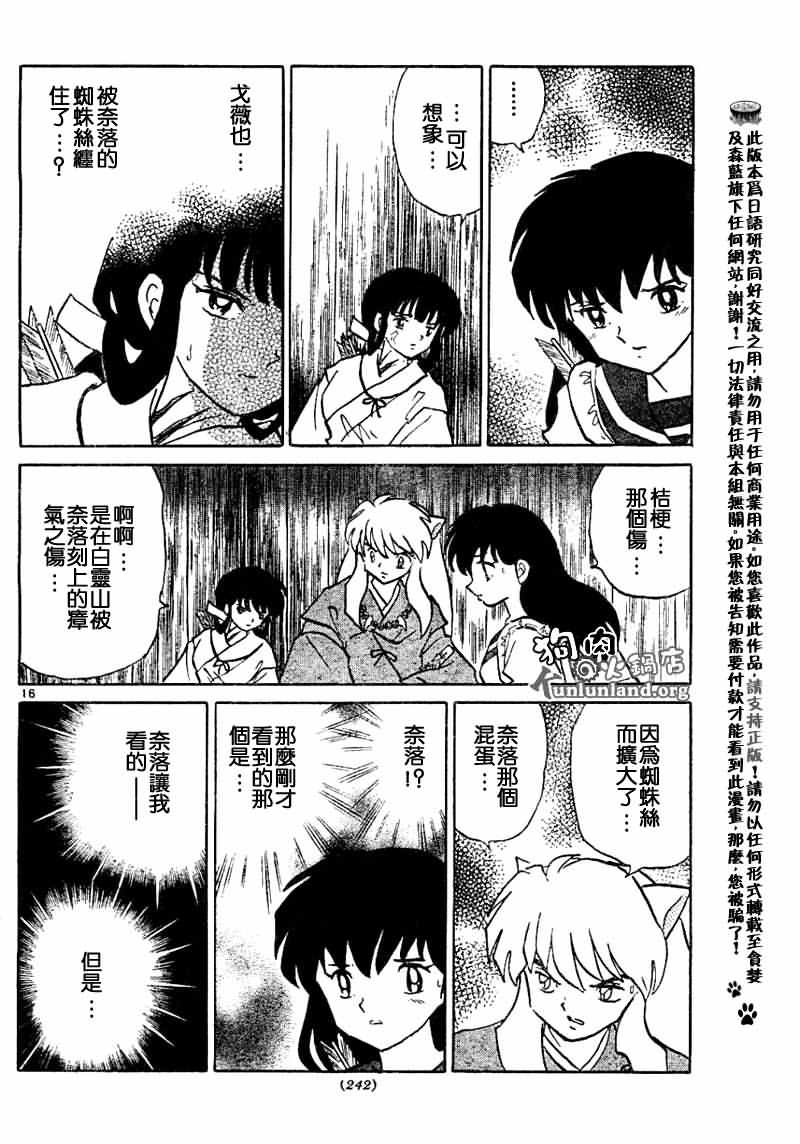 ……
…可以
想象…
戈薇也…
被奈落的
蜘蛛絲纏
住了…?
桔梗…
那個傷…
啊啊…
是在白靈山被
奈落刻上的瘴
氣之傷…
16
因爲蜘蛛絲
而擴大了…
奈落那個
混蛋…
奈落!?
那麼剛才
看到的那
個是…
奈落讓我
看的——
但是…
(242)
狗肉火鍋店
Kunlunland.org
此版本爲日語研究同好交流之用,請勿用于任何商業用途。如您喜歡此作品,請支持正版!請勿以任何形式轉載至貪婪
及森藍旗下任何網站,謝謝!一切法律責任與本組無關。如果您被告知需要付款才能看到此漫畫,那麼,您被騙了!